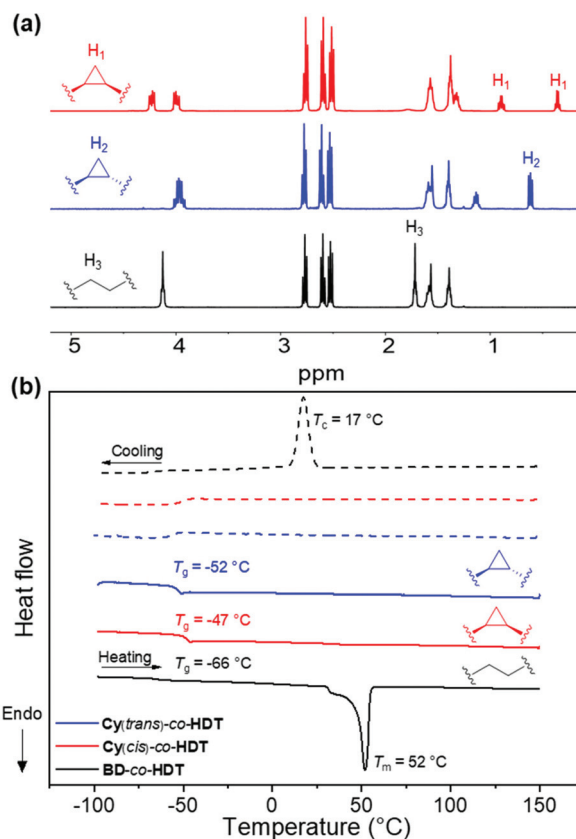 (a)
H₁
H₁
H₁
H₂
H₂
H₃
H₃
5
4
3
2
1
ppm
(b)
Tc = 17 °C
Cooling
Tg = -52 °C
Tg = -47 °C
Heating
Tg = -66 °C
Heat flow
Endo
Cy(trans)-co-HDT
Cy(cis)-co-HDT
BD-co-HDT
Tm = 52 °C
-100
-50
0
50
100
150
Temperature (°C)